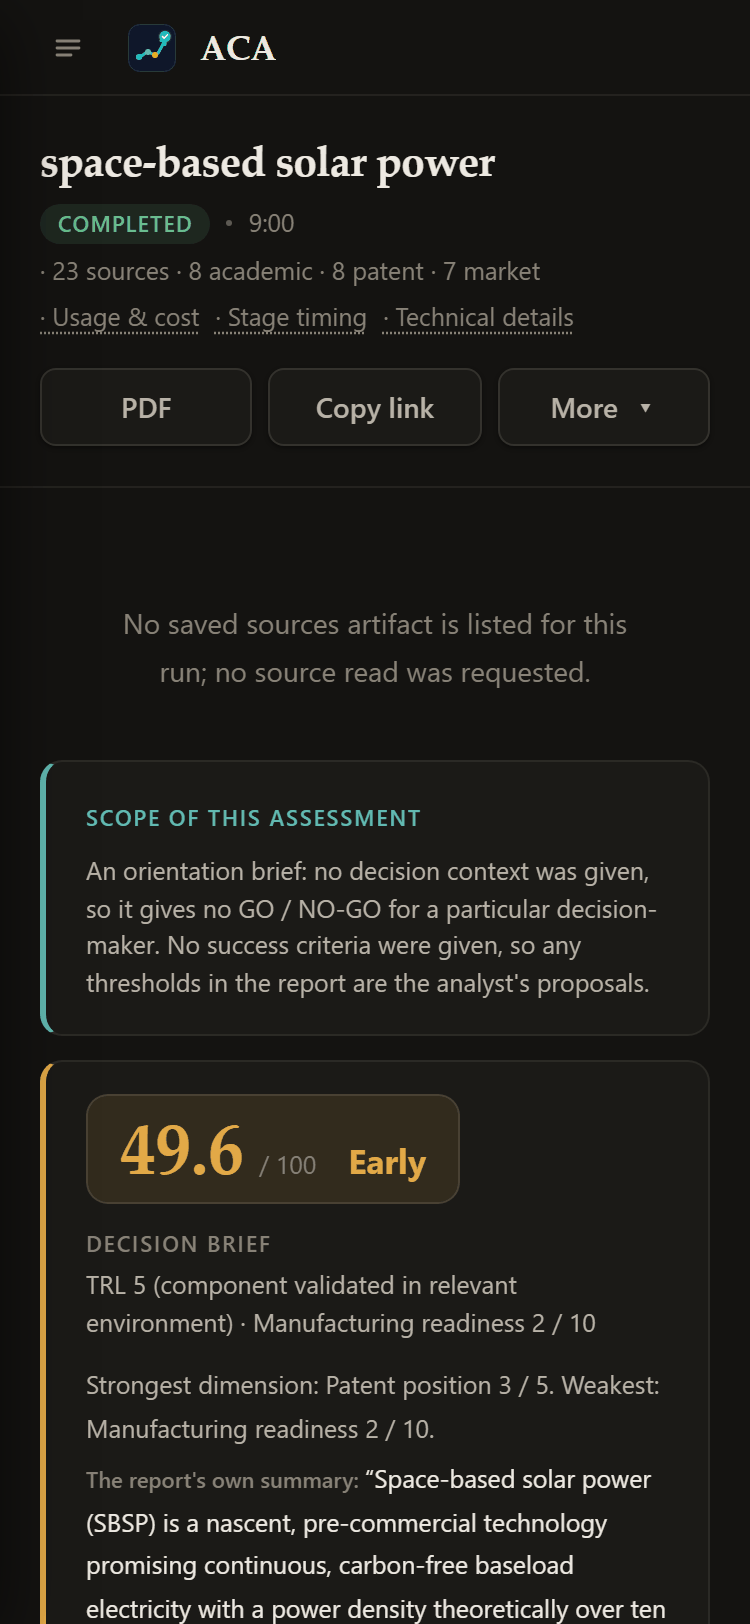 ACA
space-based solar power
COMPLETED • 9:00
· 23 sources · 8 academic · 8 patent · 7 market
· Usage & cost · Stage timing · Technical details
PDF Copy link More ▼
No saved sources artifact is listed for this
run; no source read was requested.
SCOPE OF THIS ASSESSMENT
An orientation brief: no decision context was given,
so it gives no GO / NO-GO for a particular decision-
maker. No success criteria were given, so any
thresholds in the report are the analyst's proposals.
49.6 / 100 Early
DECISION BRIEF
TRL 5 (component validated in relevant
environment) · Manufacturing readiness 2 / 10
Strongest dimension: Patent position 3 / 5. Weakest:
Manufacturing readiness 2 / 10.
The report's own summary: “Space-based solar power
(SBSP) is a nascent, pre-commercial technology
promising continuous, carbon-free baseload
electricity with a power density theoretically over ten